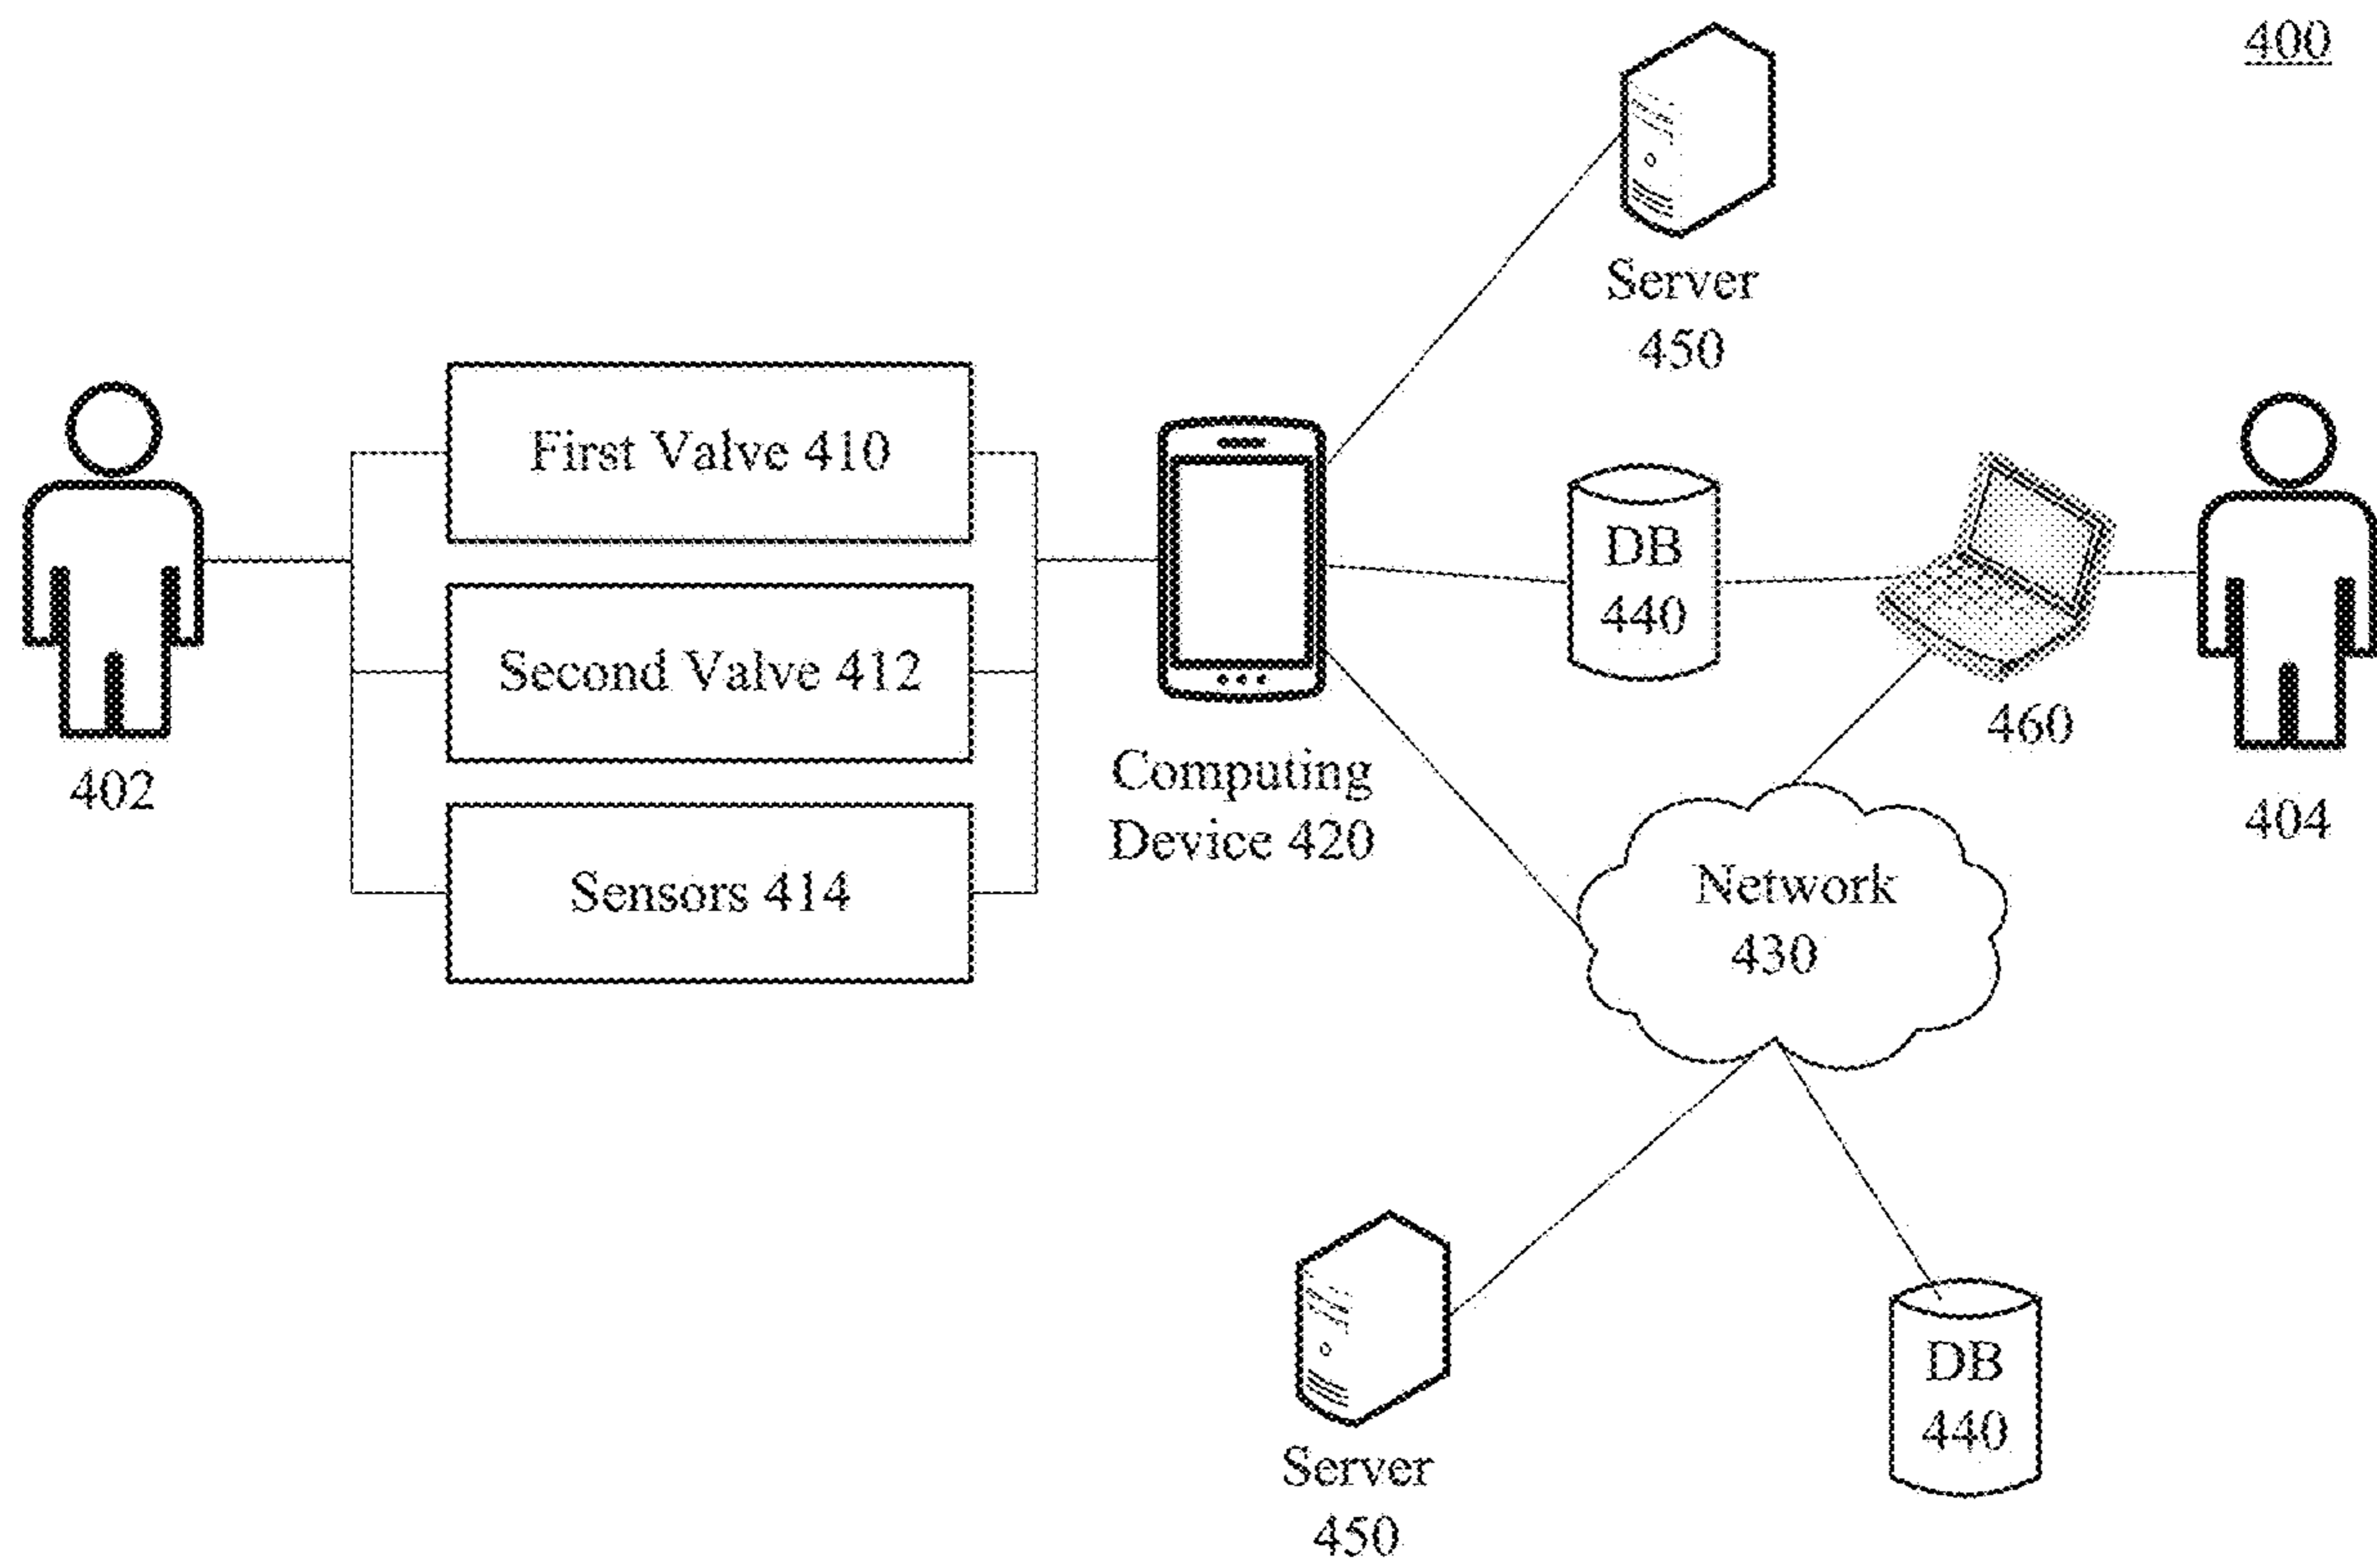 400
Server
450
First Valve 410
Second Valve 412
Sensors 414
402
Computing
Device 420
DB
440
460
404
Network
430
Server
450
DB
440